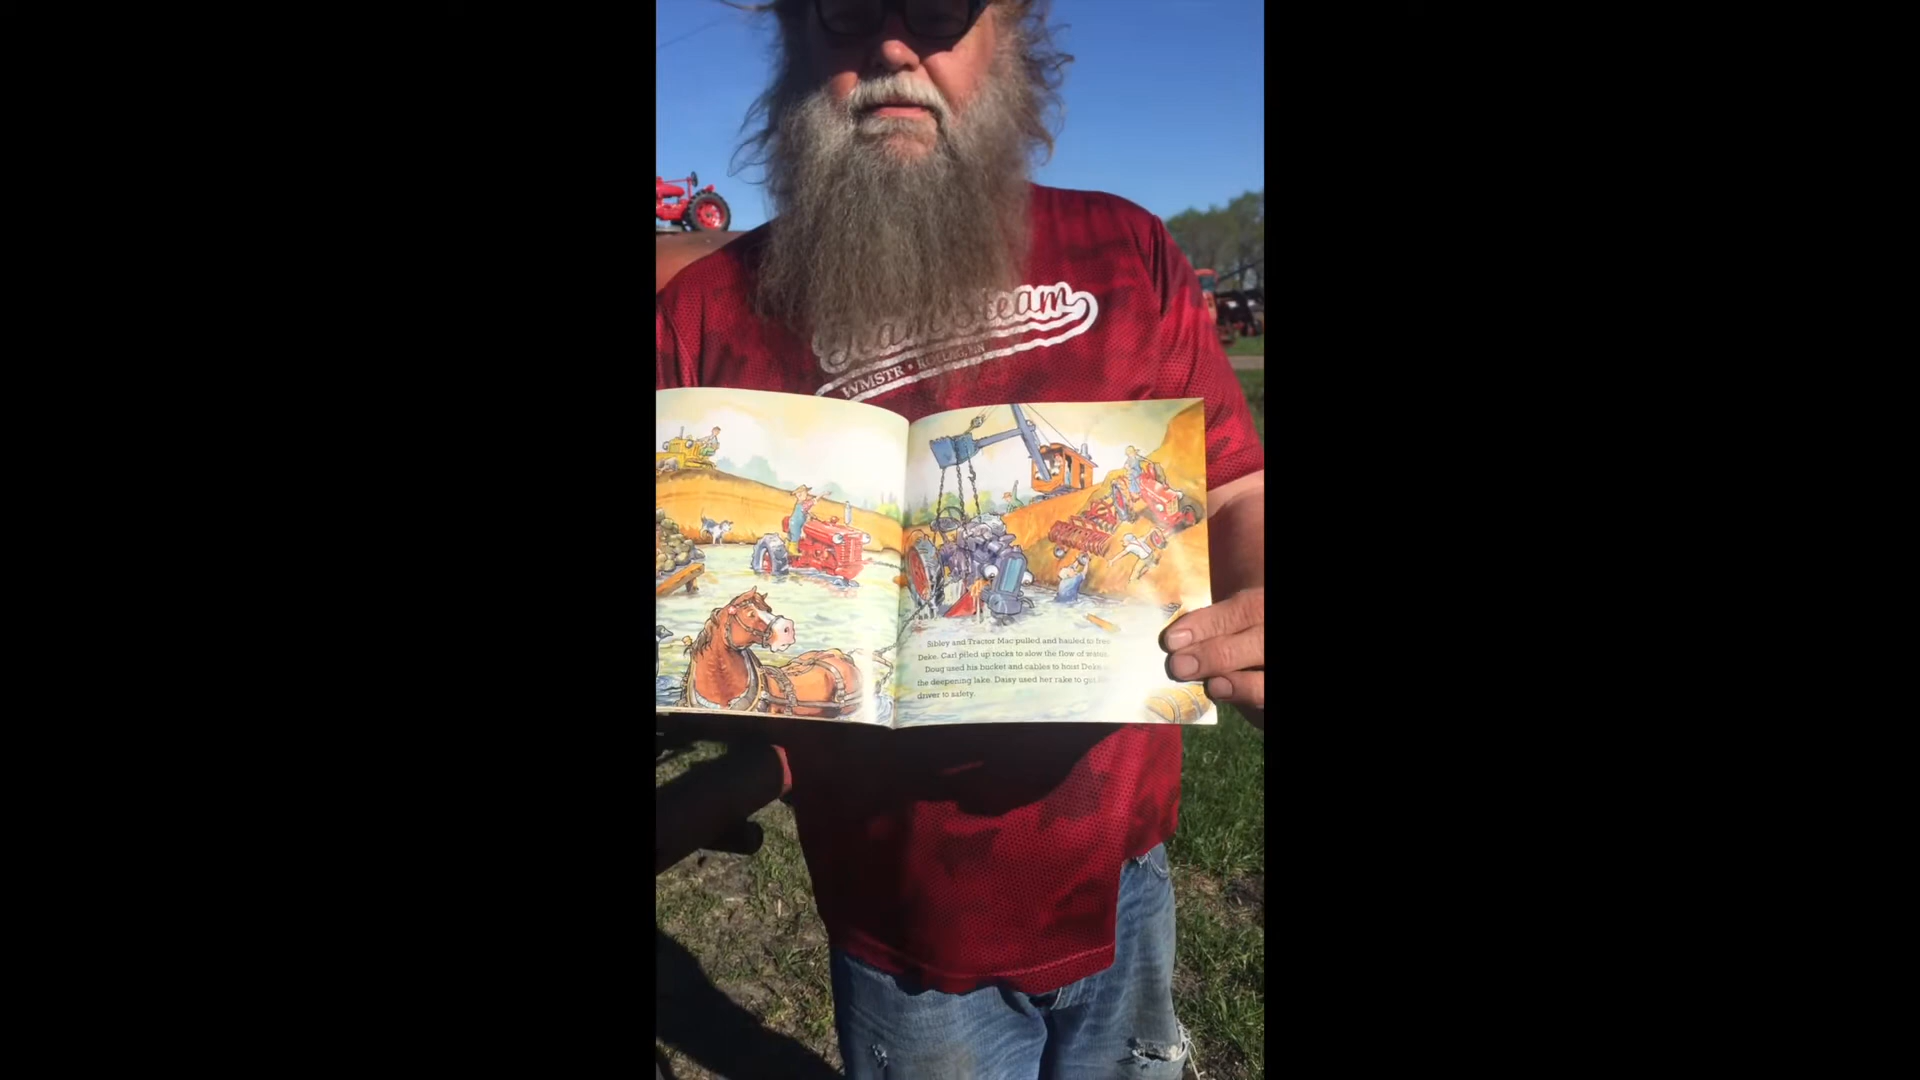 Team Steam
WMSTR • ROLLAG, MN
Sibley and Tractor Mac pulled and hauled to free
Deke. Carl piled up rocks to slow the flow of water.
Doug used his bucket and cables to hoist Deke
the deepening lake. Daisy used her rake to get
driver to safety.